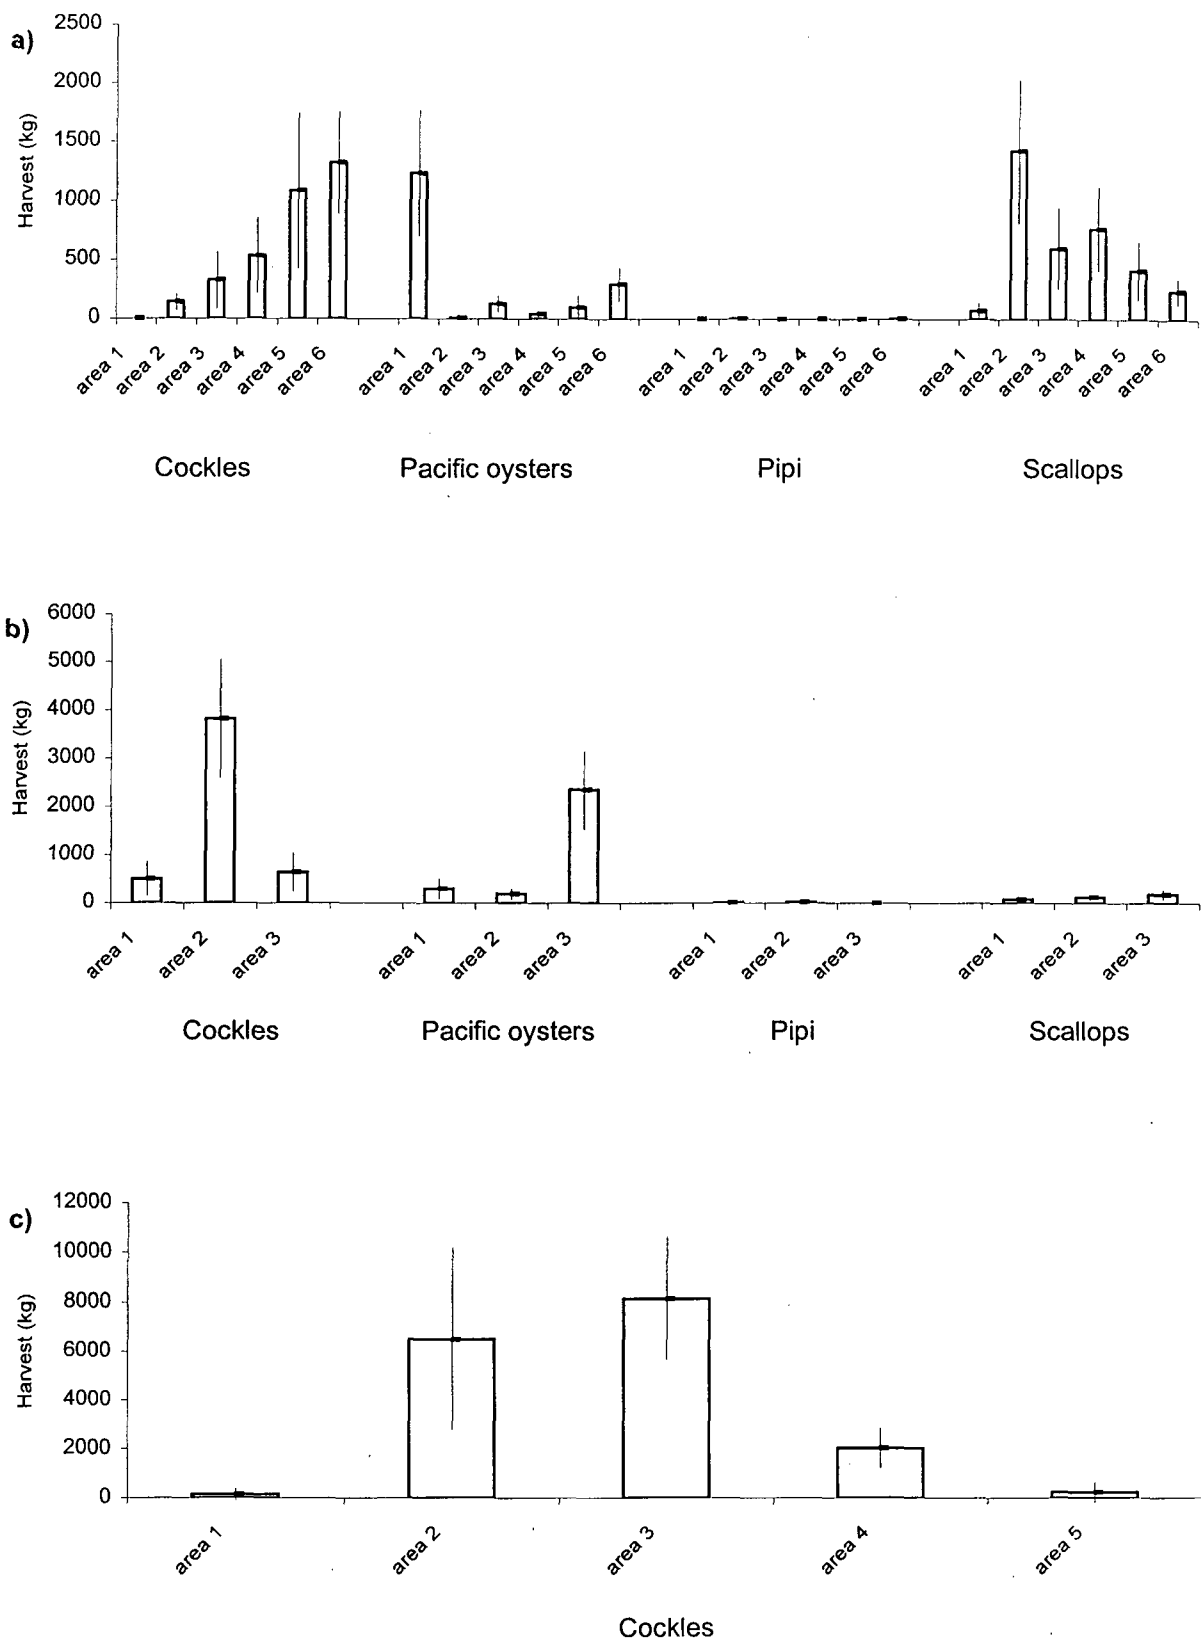 a)
Harvest (kg)
2500
2000
1500
1000
500
0
area 1 area 2 area 3 area 4 area 5 area 6 area 1 area 2 area 3 area 4 area 5 area 6 area 1 area 2 area 3 area 4 area 5 area 6 area 1 area 2 area 3 area 4 area 5 area 6
Cockles Pacific oysters Pipi Scallops
b)
Harvest (kg)
6000
5000
4000
3000
2000
1000
0
area 1 area 2 area 3 area 1 area 2 area 3 area 1 area 2 area 3 area 1 area 2 area 3
Cockles Pacific oysters Pipi Scallops
c)
Harvest (kg)
12000
10000
8000
6000
4000
2000
0
area 1 area 2 area 3 area 4 area 5
Cockles